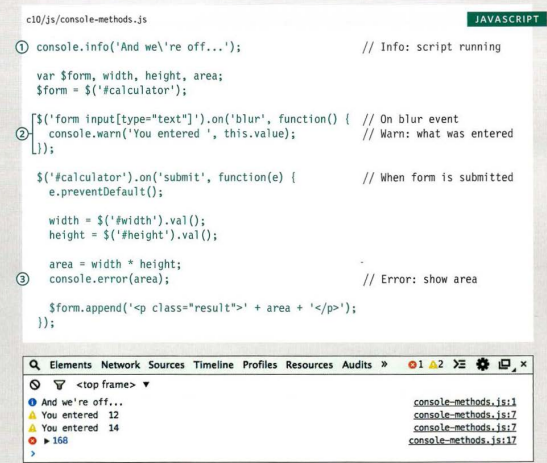 c10/js/console-methods.js JAVASCRIPT
① console.info('And we\'re off...'); // Info: script running
var $form, width, height, area;
$form = $('#calculator');
$('form input[type="text"]').on('blur', function() { // On blur event
② console.warn('You entered ', this.value); // Warn: what was entered
});
$('#calculator').on('submit', function(e) { // When form is submitted
e.preventDefault();
width = $('#width').val();
height = $('#height').val();
area = width * height;
③ console.error(area); // Error: show area
$form.append('<p class="result">' + area + '</p>');
});
Elements Network Sources Timeline Profiles Resources Audits » 1 2
<top frame> ▼
And we're off... console-methods.js:1
You entered 12 console-methods.js:7
You entered 14 console-methods.js:7
▶ 168 console-methods.js:17
>